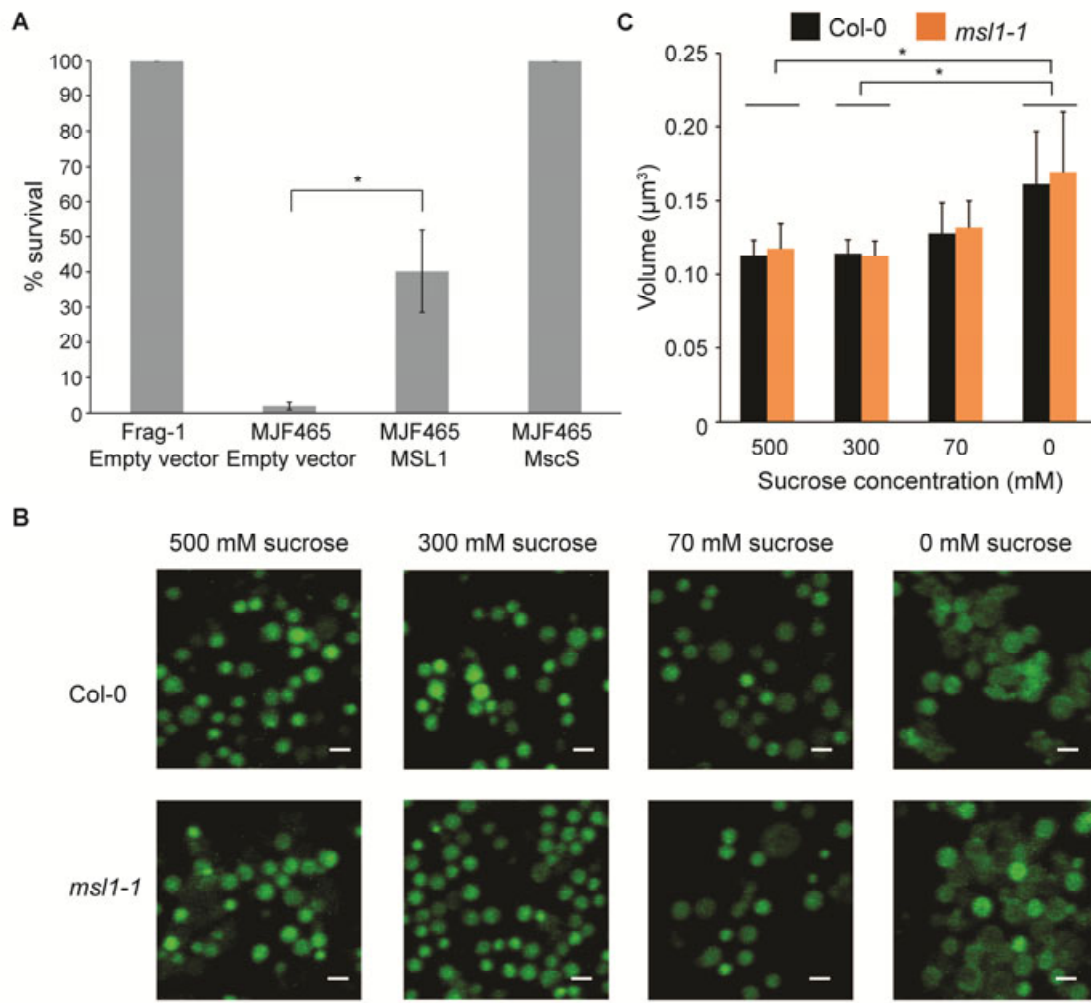 A
% survival
100
90
80
70
60
50
40
30
20
10
0
*
Frag-1
Empty vector
MJF465
Empty vector
MJF465
MSL1
MJF465
MscS
C
Col-0
msl1-1
Volume (µm³)
0.25
0.20
0.15
0.10
0.05
0
*
*
500
300
70
0
Sucrose concentration (mM)
B
500 mM sucrose
300 mM sucrose
70 mM sucrose
0 mM sucrose
Col-0
msl1-1